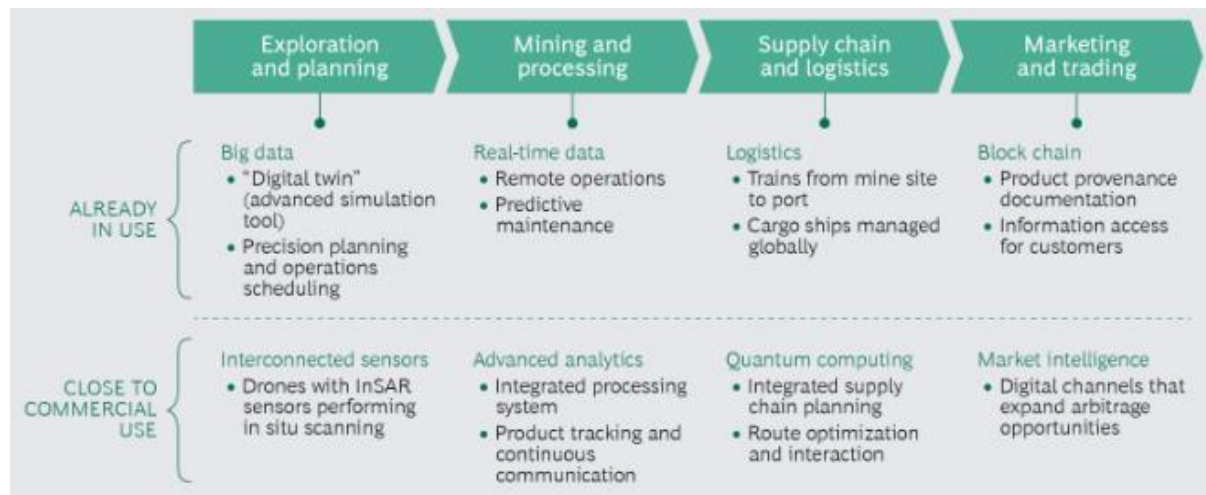 Exploration
and planning
Mining and
processing
Supply chain
and logistics
Marketing
and trading
ALREADY
IN USE
Big data
• "Digital twin"
(advanced simulation
tool)
• Precision planning
and operations
scheduling
Real-time data
• Remote operations
• Predictive
maintenance
Logistics
• Trains from mine site
to port
• Cargo ships managed
globally
Block chain
• Product provenance
documentation
• Information access
for customers
CLOSE TO
COMMERCIAL
USE
Interconnected sensors
• Drones with InSAR
sensors performing
in situ scanning
Advanced analytics
• Integrated processing
system
• Product tracking and
continuous
communication
Quantum computing
• Integrated supply
chain planning
• Route optimization
and interaction
Market intelligence
• Digital channels that
expand arbitrage
opportunities